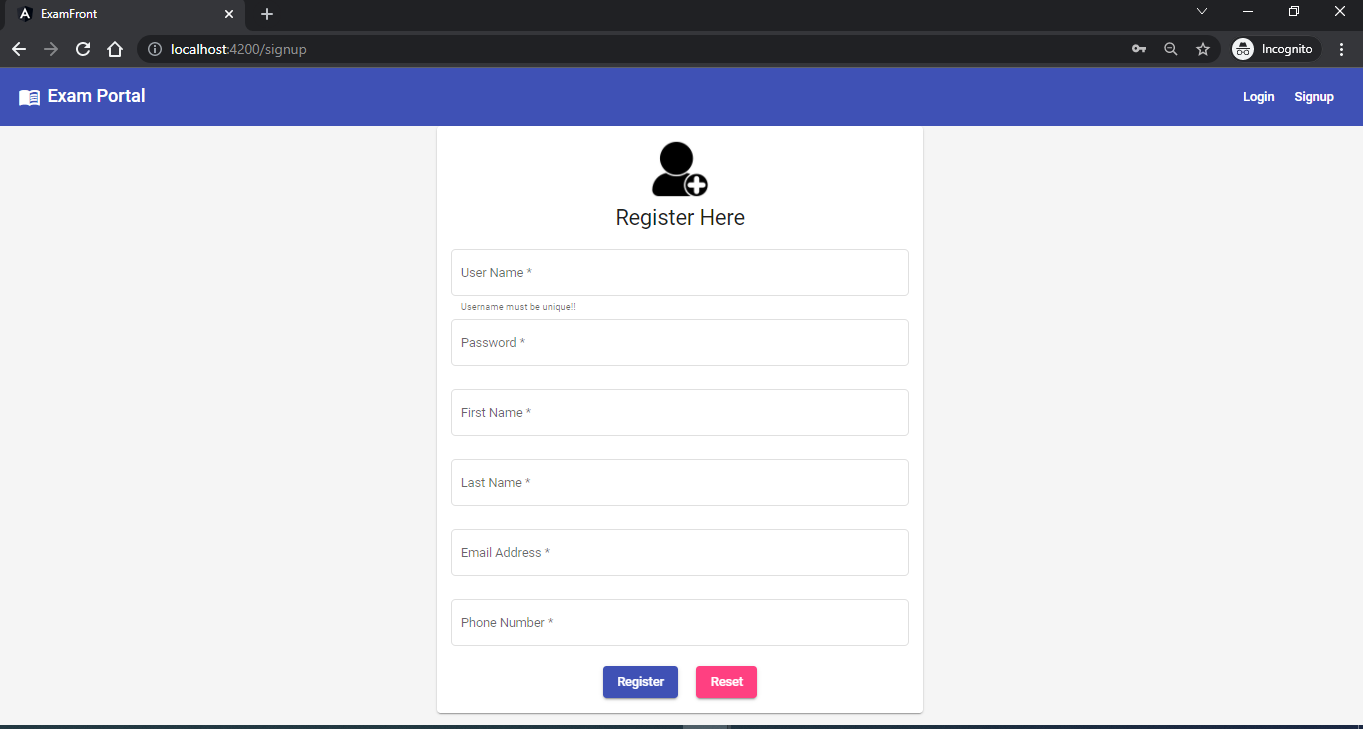 ExamFront
localhost:4200/signup
Incognito
Exam Portal
Login Signup
Register Here
User Name *
Username must be unique!!
Password *
First Name *
Last Name *
Email Address *
Phone Number *
Register Reset